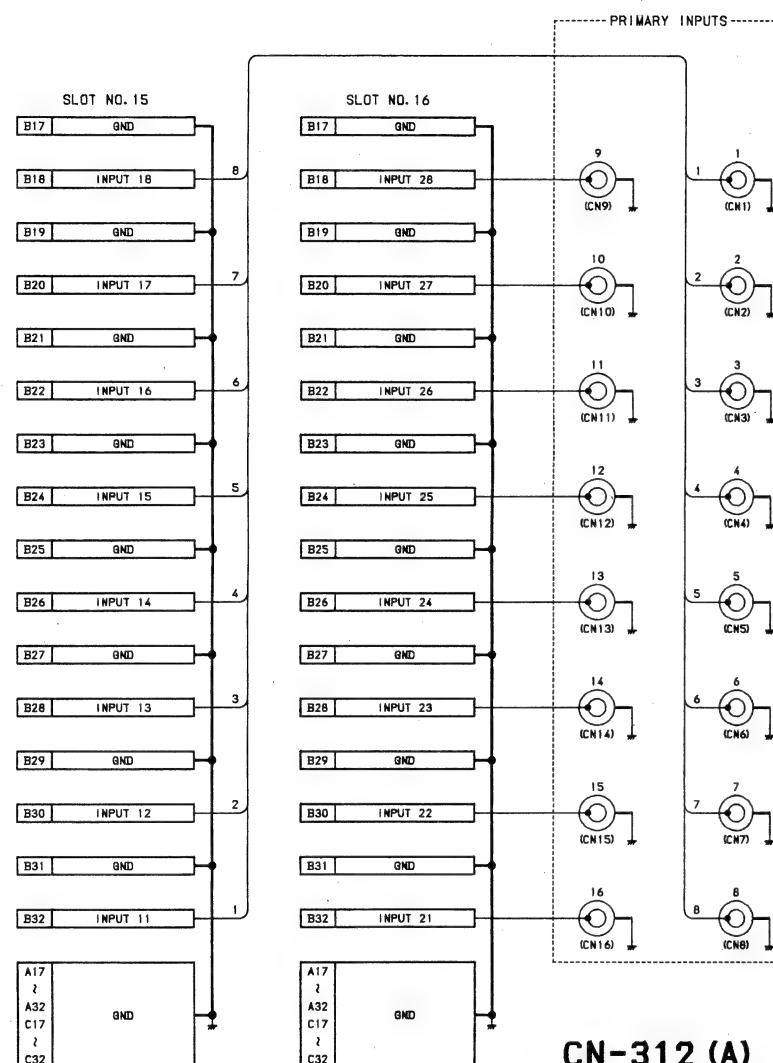 PRIMARY INPUTS
SLOT NO. 15 SLOT NO. 16
B17 GND B17 GND
9 1
B18 INPUT 18 8 B18 INPUT 28 1
(CN9) (CN1)
B19 GND B19 GND
10 2
B20 INPUT 17 7 B20 INPUT 27 2
(CN10) (CN2)
B21 GND B21 GND
11 3
B22 INPUT 16 6 B22 INPUT 26 3
(CN11) (CN3)
B23 GND B23 GND
12 4
B24 INPUT 15 5 B24 INPUT 25 4
(CN12) (CN4)
B25 GND B25 GND
13 5
B26 INPUT 14 4 B26 INPUT 24 5
(CN13) (CN5)
B27 GND B27 GND
14 6
B28 INPUT 13 3 B28 INPUT 23 6
(CN14) (CN6)
B29 GND B29 GND
15 7
B30 INPUT 12 2 B30 INPUT 22 7
(CN15) (CN7)
B31 GND B31 GND
16 8
B32 INPUT 11 1 B32 INPUT 21 8
(CN16) (CN8)
A17 A17
~ ~
A32 A32
GND GND
C17 C17
~ ~
C32 C32
CN-312 (A)